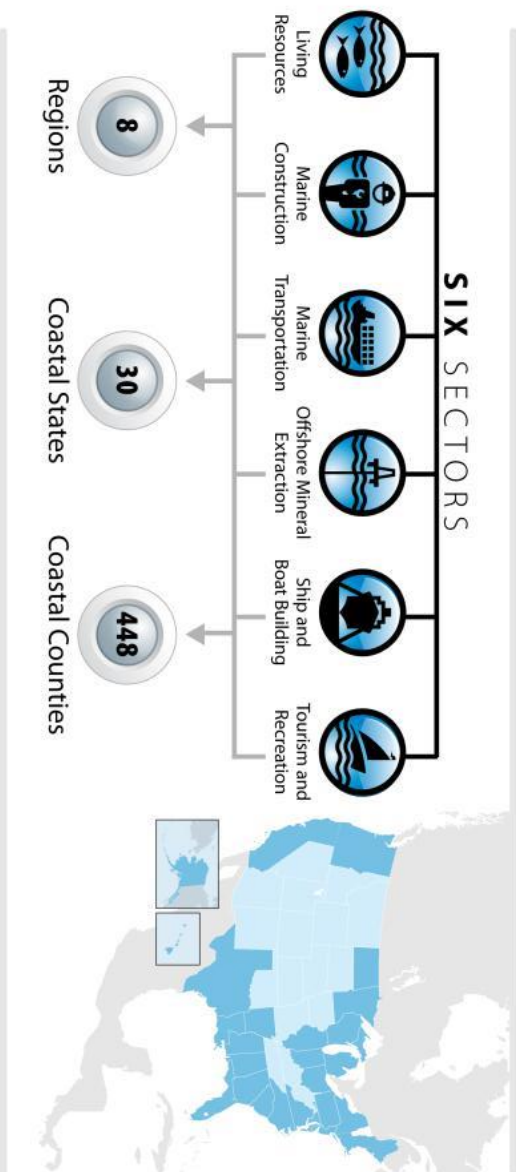 SIX SECTORS
Living
Resources
Marine
Construction
Marine
Transportation
Offshore Mineral
Extraction
Ship and
Boat Building
Tourism and
Recreation
8
Regions
30
Coastal States
448
Coastal Counties